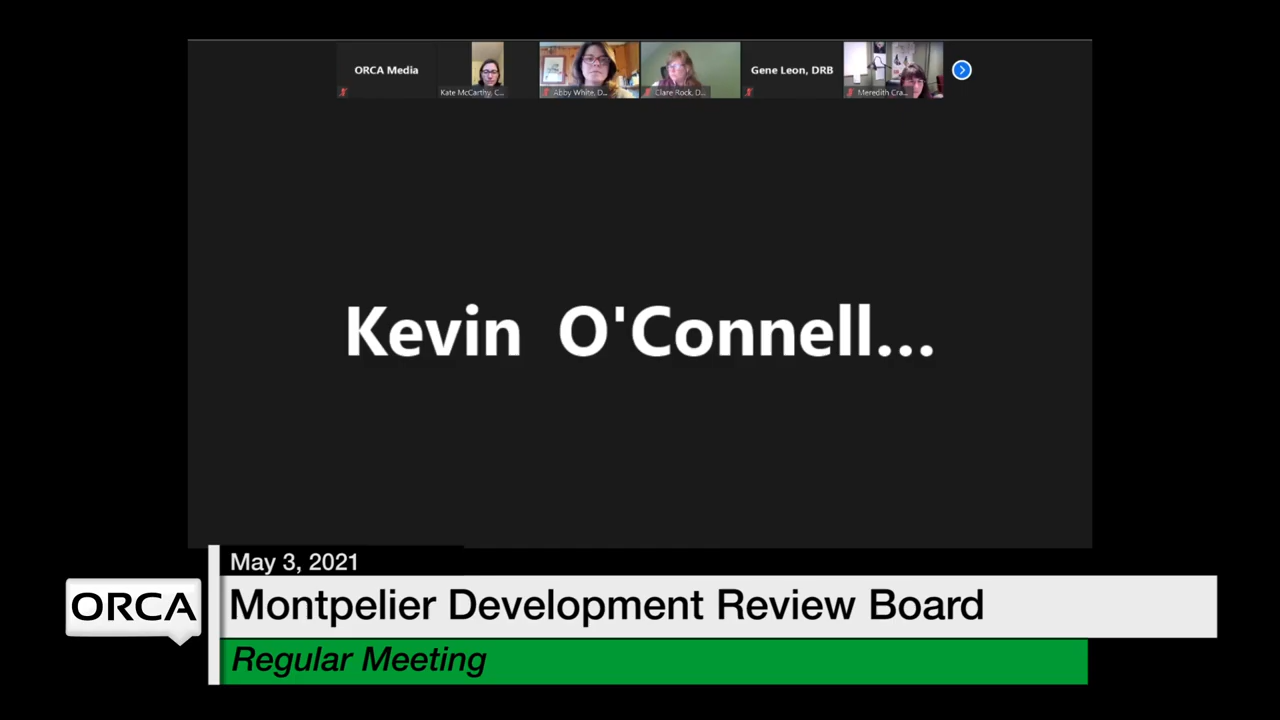 ORCA Media
Kate McCarthy, C...
Abby White, D...
Clare Rock, D...
Gene Leon, DRB
Meredith Cra...
Kevin O'Connell...
May 3, 2021
ORCA
Montpelier Development Review Board
Regular Meeting